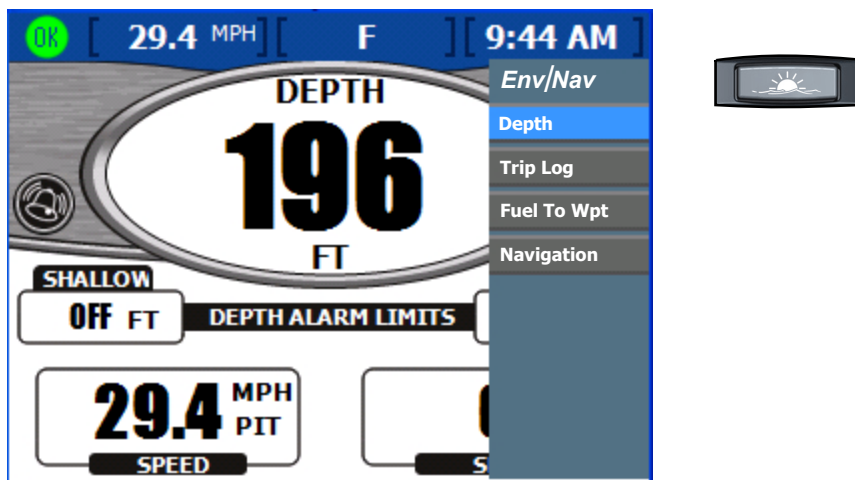 OK [ 29.4 MPH ] [ F ] [ 9:44 AM ]
Env/Nav
DEPTH
196
FT
Depth
Trip Log
Fuel To Wpt
Navigation
SHALLOW
OFF FT
DEPTH ALARM LIMITS
29.4 MPH
PIT
SPEED